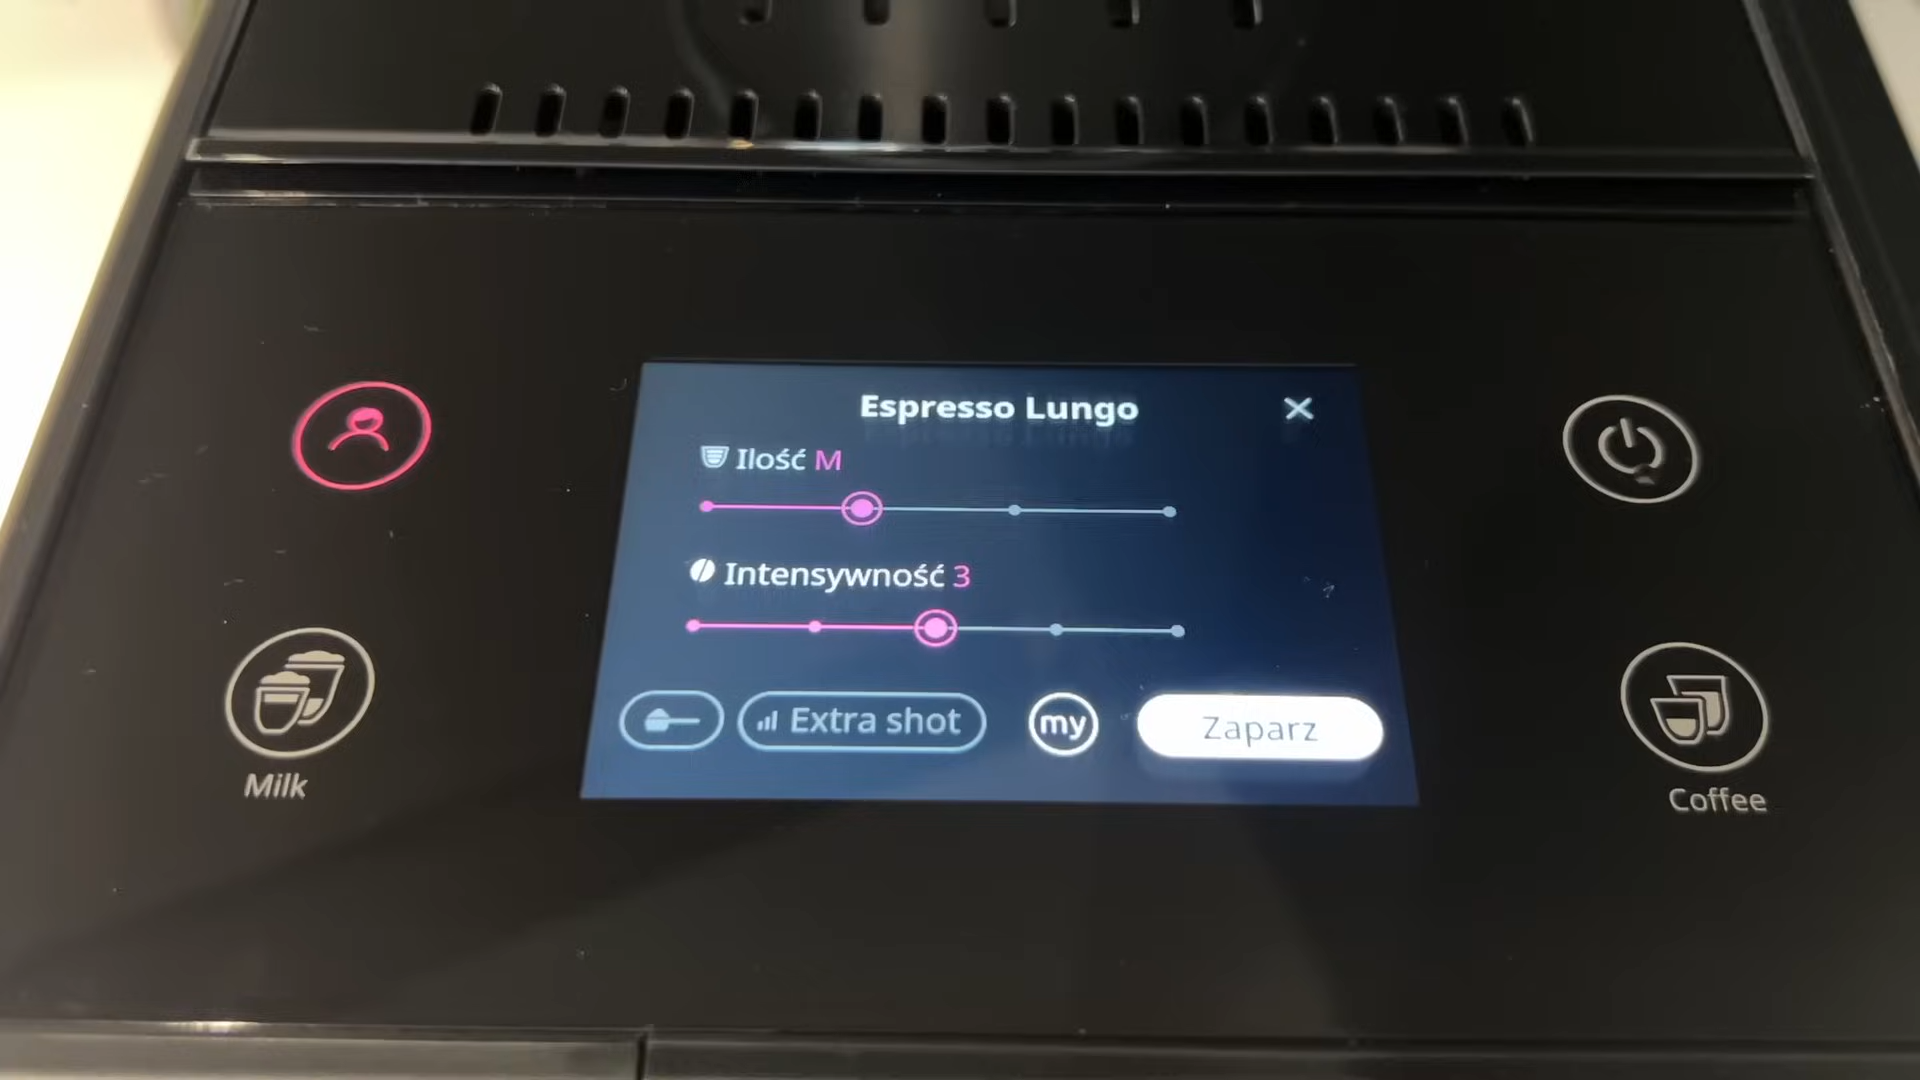 Espresso Lungo
Ilość M
Intensywność 3
Extra shot
my
Zaparz
Milk
Coffee